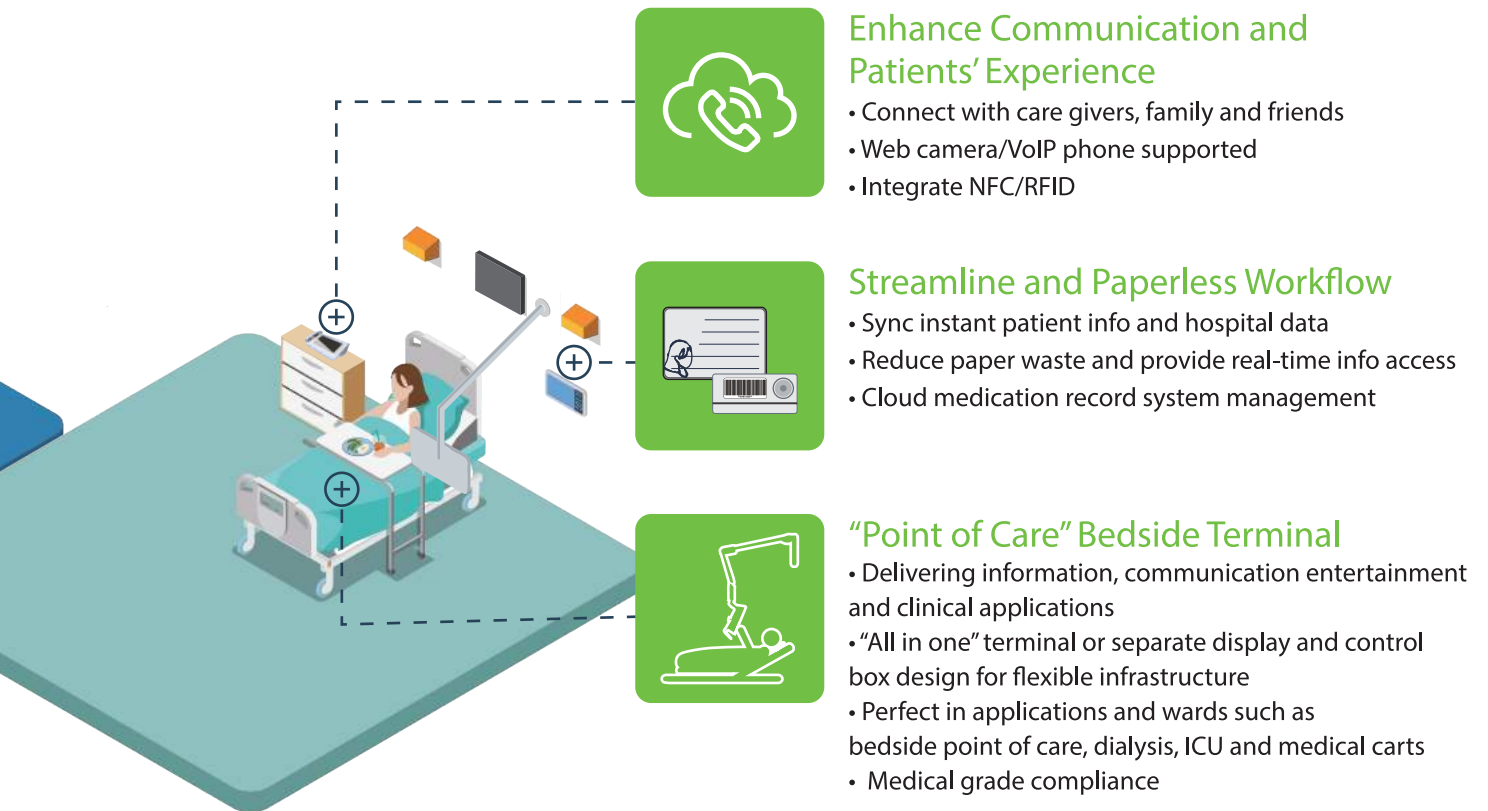 Enhance Communication and
Patients’ Experience
• Connect with care givers, family and friends
• Web camera/VoIP phone supported
• Integrate NFC/RFID
Streamline and Paperless Workflow
• Sync instant patient info and hospital data
• Reduce paper waste and provide real-time info access
• Cloud medication record system management
“Point of Care” Bedside Terminal
• Delivering information, communication entertainment
and clinical applications
• “All in one” terminal or separate display and control
box design for flexible infrastructure
• Perfect in applications and wards such as
bedside point of care, dialysis, ICU and medical carts
• Medical grade compliance